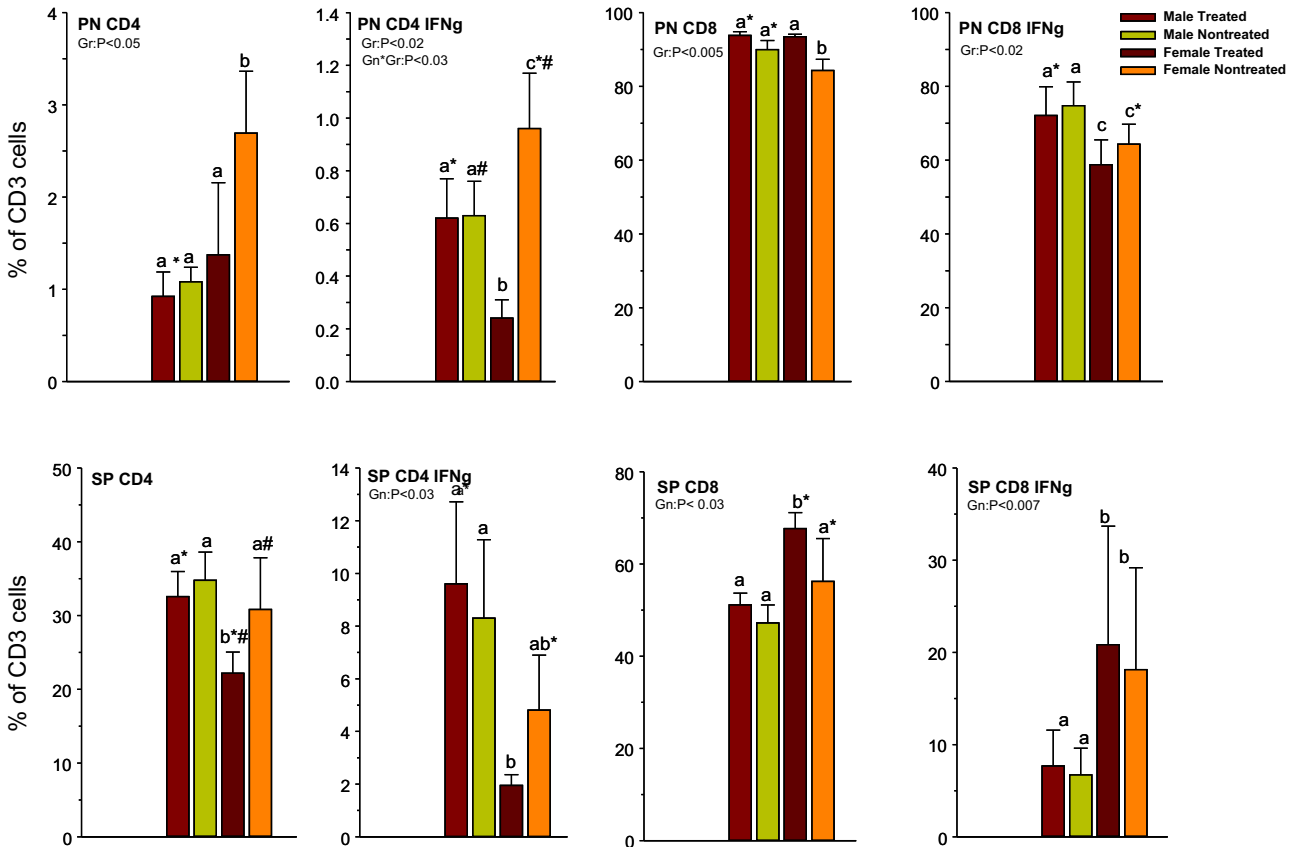 PN CD4
Gr:P<0.05
4
3
2
1
0
a
*
a
a
b
% of CD3 cells
PN CD4 IFNg
Gr:P<0.02
Gn*Gr:P<0.03
1.4
1.2
1.0
0.8
0.6
0.4
0.2
0.0
a*
a#
b
c*#
PN CD8
Gr:P<0.005
100
80
60
40
20
0
a*
a*
a
b
PN CD8 IFNg
Gr:P<0.02
100
80
60
40
20
0
a*
a
c
c*
Male Treated
Male Nontreated
Female Treated
Female Nontreated
SP CD4
50
40
30
20
10
0
a*
a
b*#
a#
% of CD3 cells
SP CD4 IFNg
Gn:P<0.03
14
12
10
8
6
4
2
0
a*
a
b
ab*
SP CD8
Gn:P< 0.03
80
60
40
20
0
a
a
b*
a*
SP CD8 IFNg
Gn:P<0.007
40
30
20
10
0
a
a
b
b